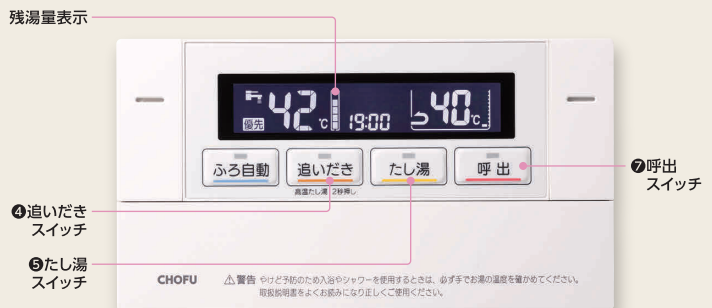 残湯量表示
優先
42℃
19:00
40℃
ふろ自動
追いだき
たし湯
呼出
高温たし湯 2秒押し
❼呼出
スイッチ
❹追いだき
スイッチ
❺たし湯
スイッチ
CHOFU
⚠警告 やけど予防のため入浴やシャワーを使用するときは、必ず手でお湯の温度を確かめてください。
取扱説明書をよくお読みになり正しくご使用ください。